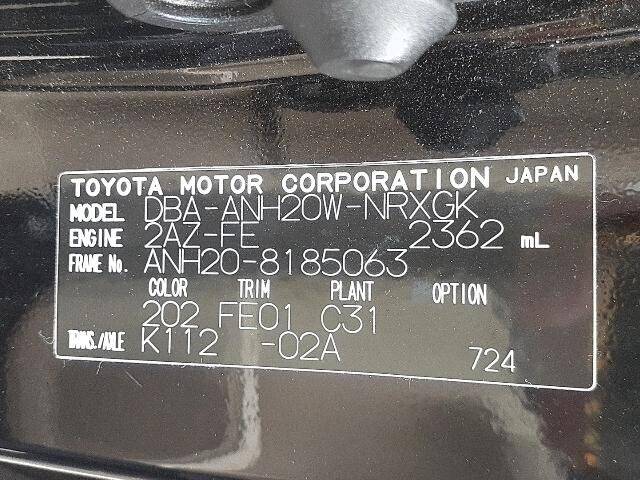 TOYOTA MOTOR CORPORATION JAPAN
MODEL DBA-ANH20W-NRXGK
ENGINE 2AZ-FE 2362 mL
FRAME No. ANH20-8185063
COLOR TRIM PLANT OPTION
202 FE01 C31
TRANS./AXLE K112 -02A 724